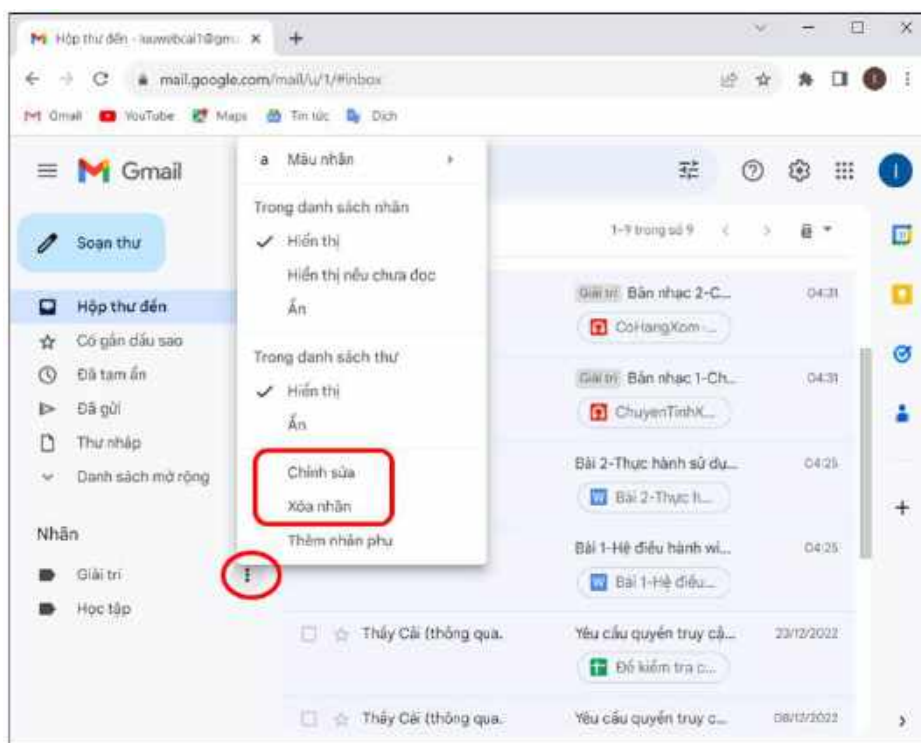 Hộp thư đến - luuwebcai1@gm
mail.google.com/mail/u/1/#inbox
Gmail YouTube Maps Tin tức Dịch
Gmail
Soạn thư
Hộp thư đến
Có gắn dấu sao
Đã tạm ẩn
Đã gửi
Thư nháp
Danh sách mở rộng
Nhãn
Giải trí
Học tập
Màu nhãn
Trong danh sách nhãn
Hiển thị
Hiển thị nếu chưa đọc
Ẩn
Trong danh sách thư
Hiển thị
Ẩn
Chỉnh sửa
Xóa nhãn
Thêm nhãn phụ
1-9 trong số 9
Giải trí Bản nhạc 2-C... 04:31
CoHangXom-...
Giải trí Bản nhạc 1-Ch... 04:31
ChuyenTinhX...
Bài 2-Thực hành sử dụ... 04:25
Bài 2-Thực h...
Bài 1-Hệ điều hành wi... 04:25
Bài 1-Hệ điều...
Thầy Cài (thông qua. Yêu cầu quyền truy cậ... 23/12/2022
Đề kiểm tra c...
Thầy Cài (thông qua. Yêu cầu quyền truy c... 08/12/2022